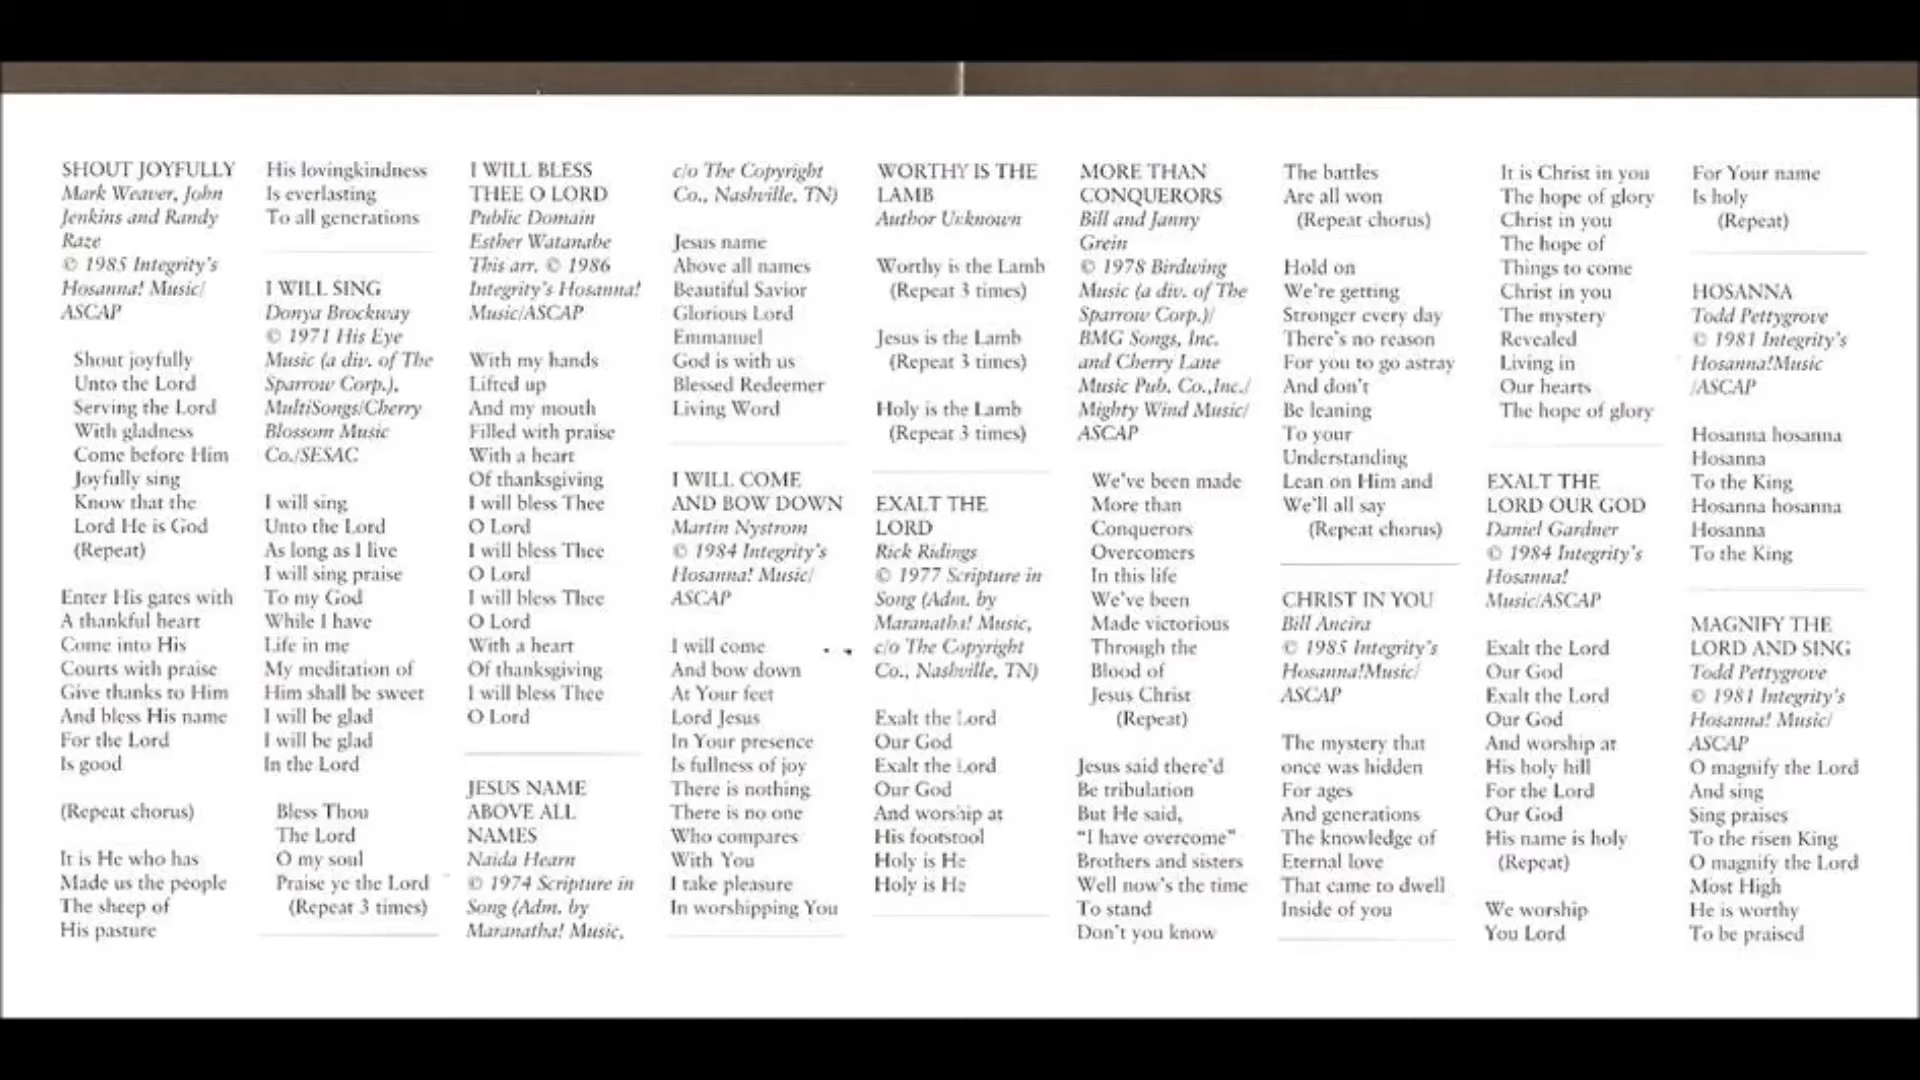 SHOUT JOYFULLY
Mark Weaver, John
Jenkins and Randy
Raze
© 1985 Integrity's
Hosanna! Music/
ASCAP
Shout joyfully
Unto the Lord
Serving the Lord
With gladness
Come before Him
Joyfully sing
Know that the
Lord He is God
(Repeat)
Enter His gates with
A thankful heart
Come into His
Courts with praise
Give thanks to Him
And bless His name
For the Lord
Is good
(Repeat chorus)
It is He who has
Made us the people
The sheep of
His pasture
His lovingkindness
Is everlasting
To all generations
I WILL SING
Donya Brockway
© 1971 His Eye
Music (a div. of The
Sparrow Corp.),
MultiSongs/Cherry
Blossom Music
Co./SESAC
I will sing
Unto the Lord
As long as I live
I will sing praise
To my God
While I have
Life in me
My meditation of
Him shall be sweet
I will be glad
I will be glad
In the Lord
Bless Thou
The Lord
O my soul
Praise ye the Lord
(Repeat 3 times)
I WILL BLESS
THEE O LORD
Public Domain
Esther Watanabe
This arr. © 1986
Integrity's Hosanna!
Music/ASCAP
With my hands
Lifted up
And my mouth
Filled with praise
With a heart
Of thanksgiving
I will bless Thee
O Lord
I will bless Thee
O Lord
I will bless Thee
O Lord
With a heart
Of thanksgiving
I will bless Thee
O Lord
JESUS NAME
ABOVE ALL
NAMES
Naida Hearn
© 1974 Scripture in
Song (Adm. by
Maranatha! Music,
c/o The Copyright
Co., Nashville, TN)
Jesus name
Above all names
Beautiful Savior
Glorious Lord
Emmanuel
God is with us
Blessed Redeemer
Living Word
I WILL COME
AND BOW DOWN
Martin Nystrom
© 1984 Integrity's
Hosanna! Music/
ASCAP
I will come
And bow down
At Your feet
Lord Jesus
In Your presence
Is fullness of joy
There is nothing
There is no one
Who compares
With You
I take pleasure
In worshipping You
WORTHY IS THE
LAMB
Author Unknown
Worthy is the Lamb
(Repeat 3 times)
Jesus is the Lamb
(Repeat 3 times)
Holy is the Lamb
(Repeat 3 times)
EXALT THE
LORD
Rick Ridings
© 1977 Scripture in
Song (Adm. by
Maranatha! Music,
c/o The Copyright
Co., Nashville, TN)
Exalt the Lord
Our God
Exalt the Lord
Our God
And worship at
His footstool
Holy is He
Holy is He
MORE THAN
CONQUERORS
Bill and Janny
Grein
© 1978 Birdwing
Music (a div. of The
Sparrow Corp.)/
BMG Songs, Inc.
and Cherry Lane
Music Pub. Co.,Inc./
Mighty Wind Music/
ASCAP
We've been made
More than
Conquerors
Overcomers
In this life
We've been
Made victorious
Through the
Blood of
Jesus Christ
(Repeat)
Jesus said there'd
Be tribulation
But He said,
"I have overcome"
Brothers and sisters
Well now's the time
To stand
Don't you know
The battles
Are all won
(Repeat chorus)
Hold on
We're getting
Stronger every day
There's no reason
For you to go astray
And don't
Be leaning
To your
Understanding
Lean on Him and
We'll all say
(Repeat chorus)
CHRIST IN YOU
Bill Ancira
© 1985 Integrity's
Hosanna!Music/
ASCAP
The mystery that
once was hidden
For ages
And generations
The knowledge of
Eternal love
That came to dwell
Inside of you
It is Christ in you
The hope of glory
Christ in you
The hope of
Things to come
Christ in you
The mystery
Revealed
Living in
Our hearts
The hope of glory
EXALT THE
LORD OUR GOD
Daniel Gardner
© 1984 Integrity's
Hosanna!
Music/ASCAP
Exalt the Lord
Our God
Exalt the Lord
Our God
And worship at
His holy hill
For the Lord
Our God
His name is holy
(Repeat)
We worship
You Lord
For Your name
Is holy
(Repeat)
HOSANNA
Todd Pettygrove
© 1981 Integrity's
Hosanna!Music
/ASCAP
Hosanna hosanna
Hosanna
To the King
Hosanna hosanna
Hosanna
To the King
MAGNIFY THE
LORD AND SING
Todd Pettygrove
© 1981 Integrity's
Hosanna! Music/
ASCAP
O magnify the Lord
And sing
Sing praises
To the risen King
O magnify the Lord
Most High
He is worthy
To be praised